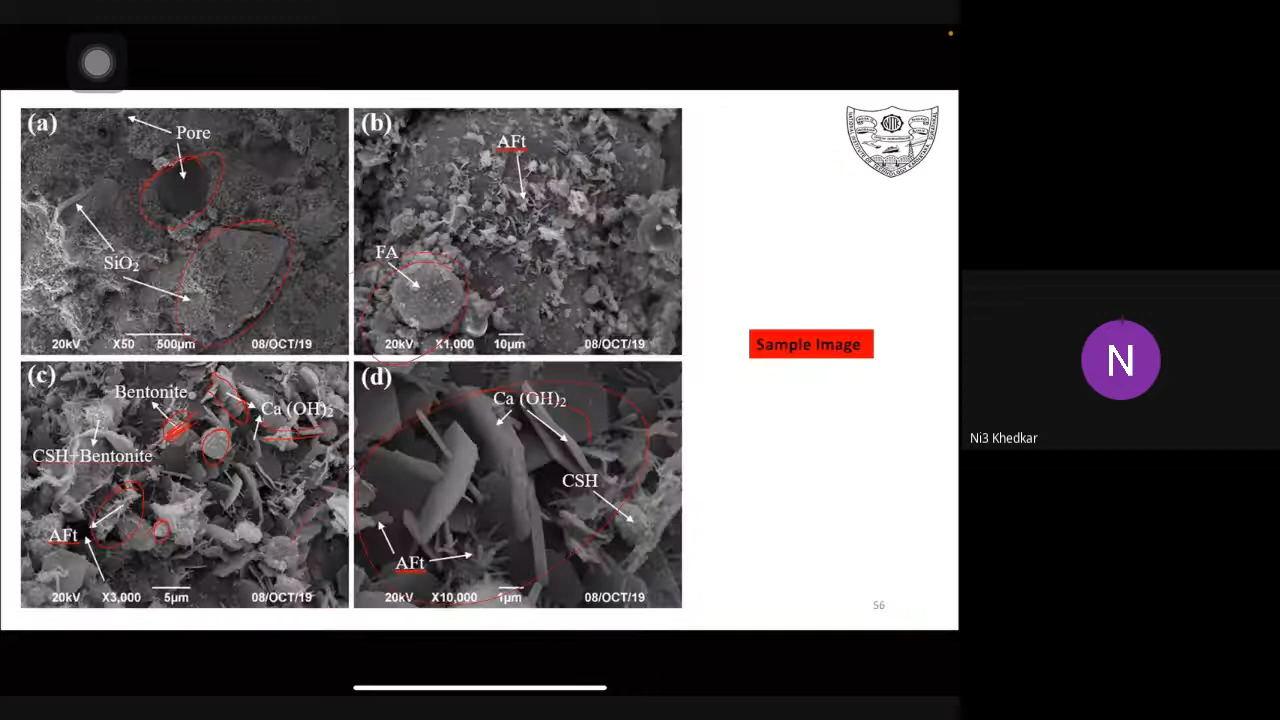 (a)
Pore
SiO2
20kV X50 500µm 08/OCT/19
(b)
AFt
FA
20kV X1,000 10µm 08/OCT/19
(c)
Bentonite
Ca (OH)2
CSH+Bentonite
AFt
20kV X3,000 5µm 08/OCT/19
(d)
Ca (OH)2
CSH
AFt
20kV X10,000 1µm 08/OCT/19
Sample Image
56
N
Ni3 Khedkar